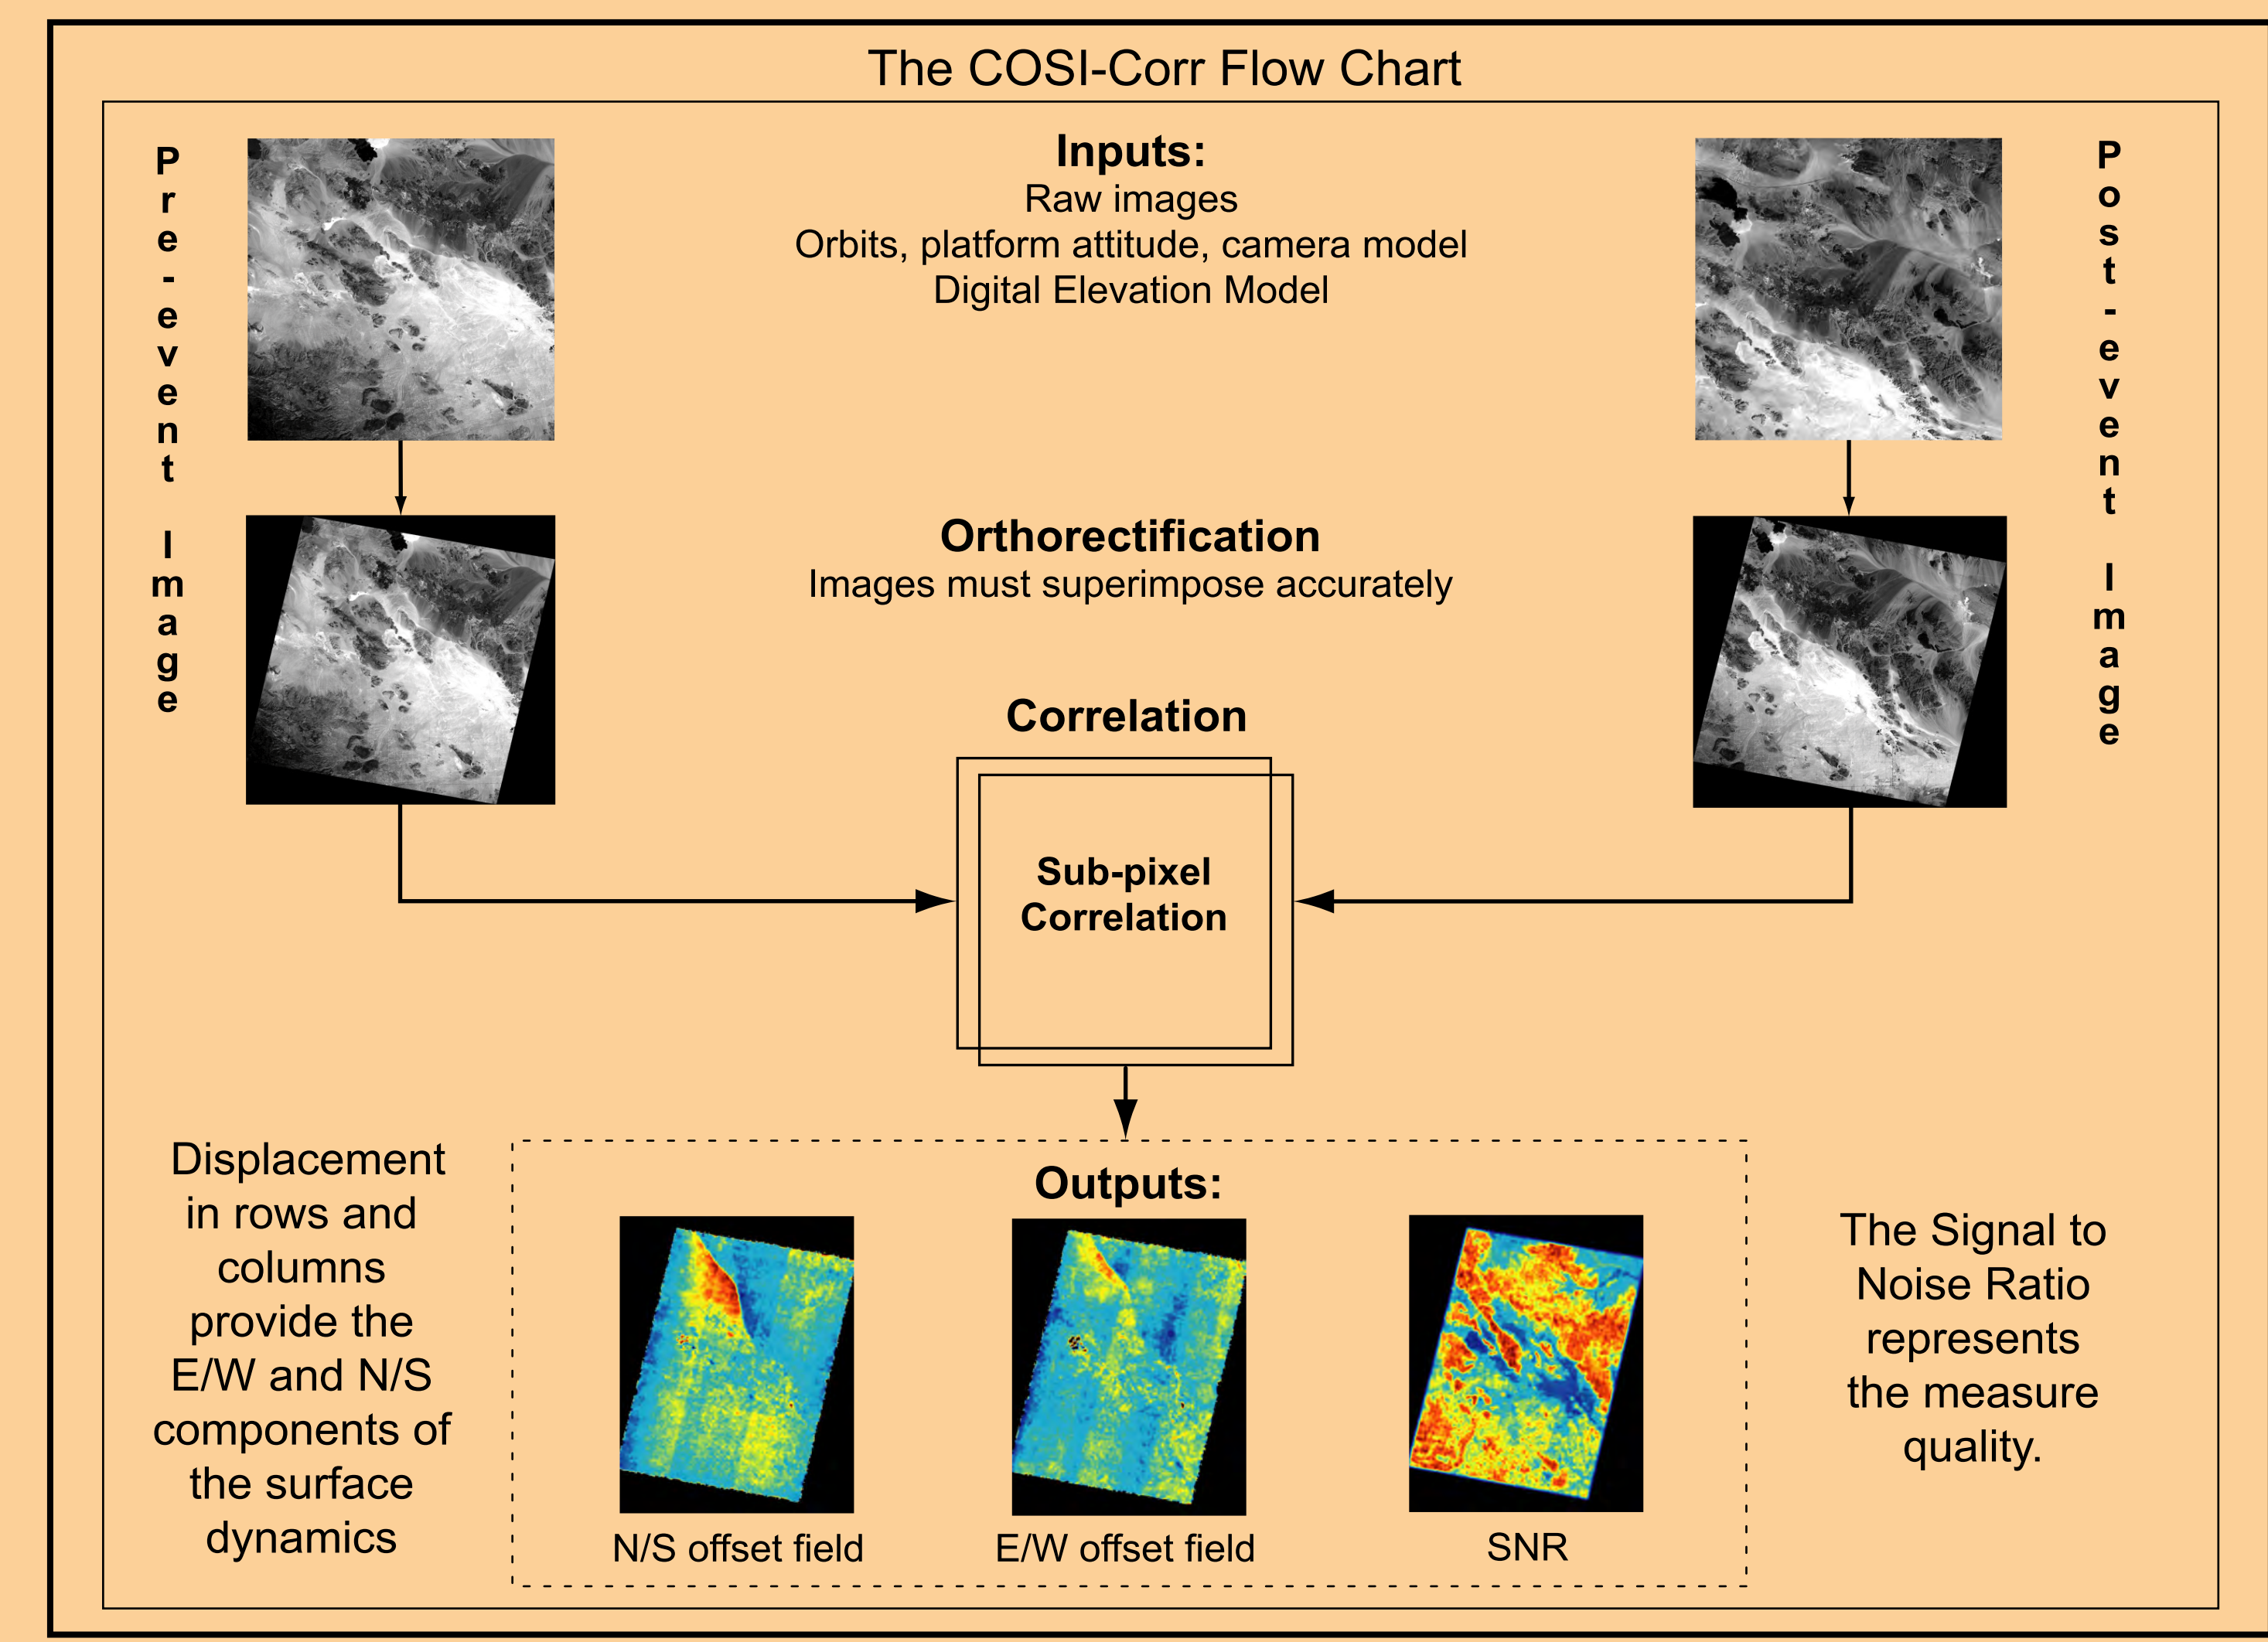 The COSI-Corr Flow Chart
Pre-event Image
Inputs:
Raw images
Orbits, platform attitude, camera model
Digital Elevation Model
Post-event Image
Orthorectification
Images must superimpose accurately
Correlation
Sub-pixel
Correlation
Displacement
in rows and
columns
provide the
E/W and N/S
components of
the surface
dynamics
Outputs:
N/S offset field
E/W offset field
SNR
The Signal to
Noise Ratio
represents
the measure
quality.